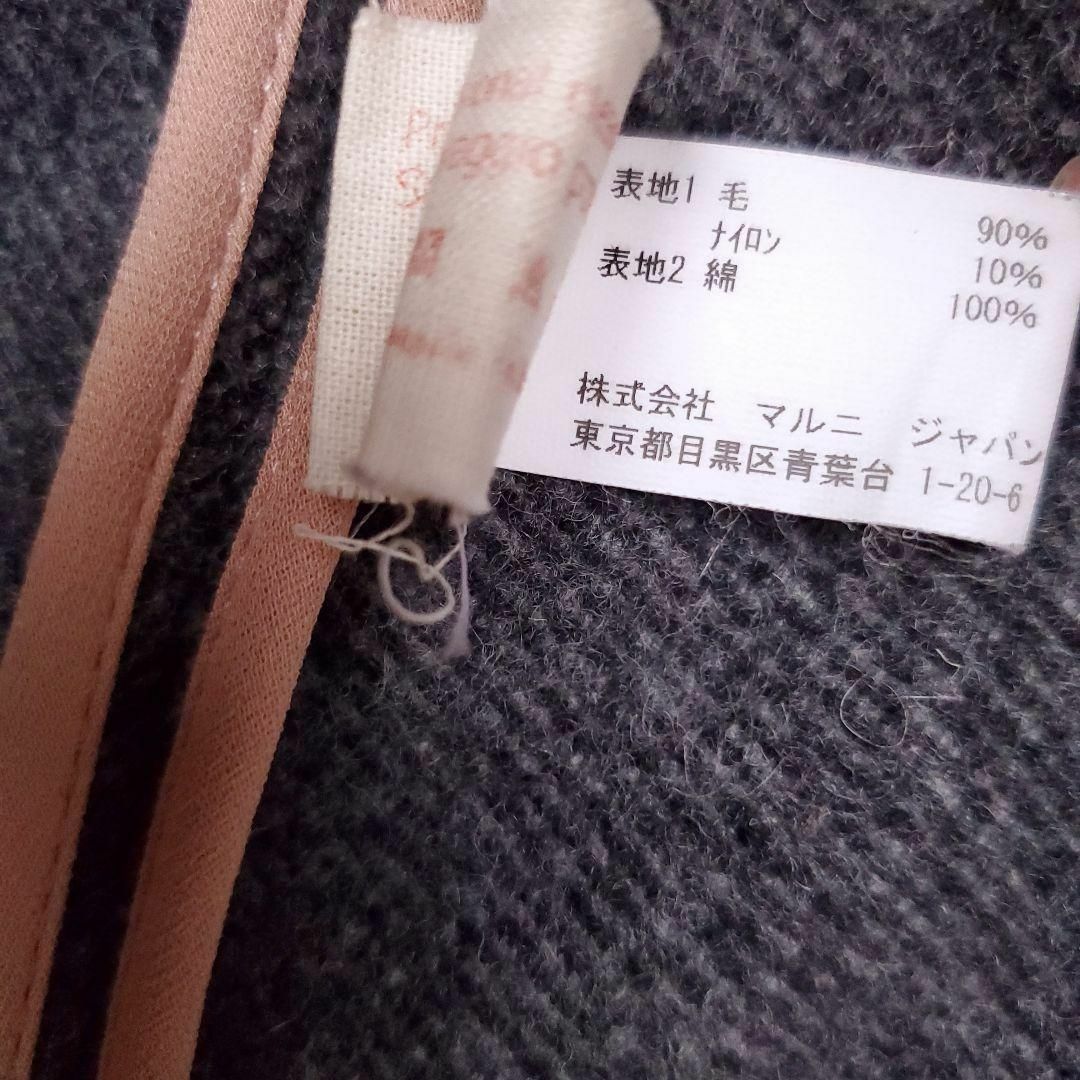 表地1 毛 90%
ナイロン 10%
表地2 綿 100%
株式会社 マルニ ジャパン
東京都目黒区青葉台 1-20-6